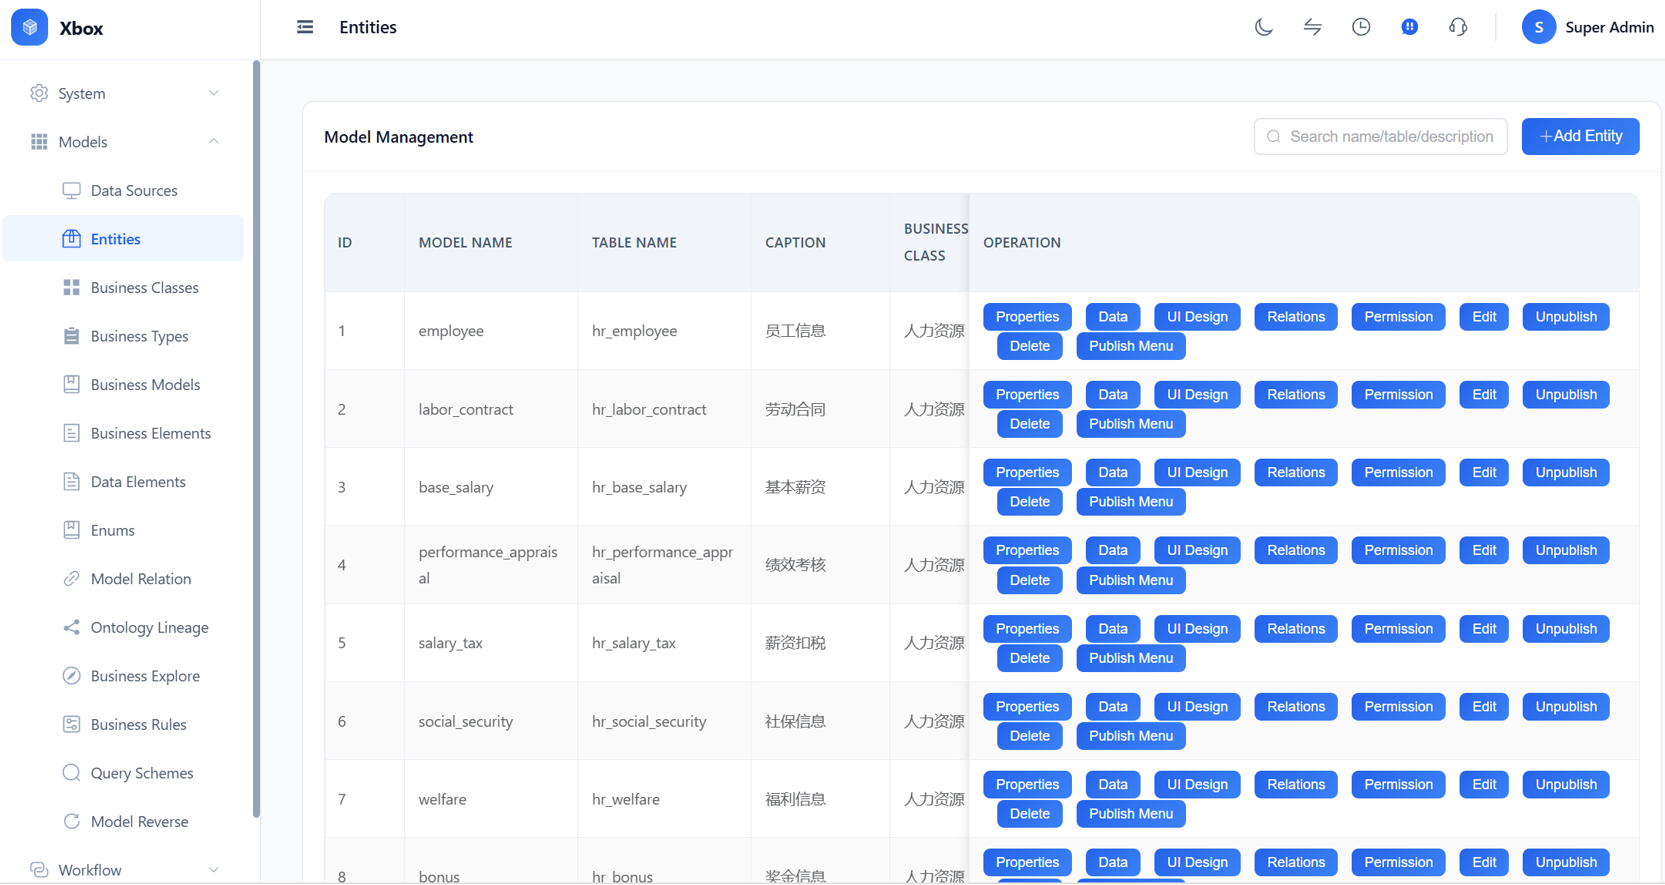 Xbox
Entities
S
Super Admin
System
Models
Data Sources
Entities
Business Classes
Business Types
Business Models
Business Elements
Data Elements
Enums
Model Relation
Ontology Lineage
Business Explore
Business Rules
Query Schemes
Model Reverse
Workflow
Model Management
Search name/table/description
+Add Entity
ID
MODEL NAME
TABLE NAME
CAPTION
BUSINESS
CLASS
OPERATION
1 employee hr_employee 员工信息 人力资源 Properties Data UI Design Relations Permission Edit Unpublish
Delete Publish Menu
2 labor_contract hr_labor_contract 劳动合同 人力资源 Properties Data UI Design Relations Permission Edit Unpublish
Delete Publish Menu
3 base_salary hr_base_salary 基本薪资 人力资源 Properties Data UI Design Relations Permission Edit Unpublish
Delete Publish Menu
4 performance_apprais
al hr_performance_appr
aisal 绩效考核 人力资源 Properties Data UI Design Relations Permission Edit Unpublish
Delete Publish Menu
5 salary_tax hr_salary_tax 薪资扣税 人力资源 Properties Data UI Design Relations Permission Edit Unpublish
Delete Publish Menu
6 social_security hr_social_security 社保信息 人力资源 Properties Data UI Design Relations Permission Edit Unpublish
Delete Publish Menu
7 welfare hr_welfare 福利信息 人力资源 Properties Data UI Design Relations Permission Edit Unpublish
Delete Publish Menu
8 bonus hr_bonus 奖金信息 人力资源 Properties Data UI Design Relations Permission Edit Unpublish